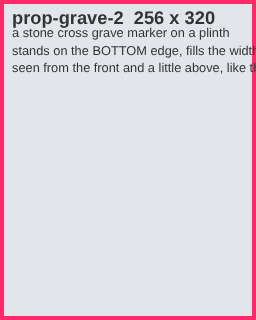 prop-grave-2 256 x 320
a stone cross grave marker on a plinth
stands on the BOTTOM edge, fills the width
seen from the front and a little above, like